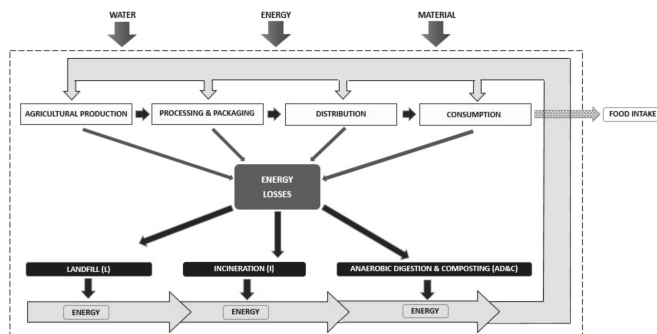 WATER
ENERGY
MATERIAL
AGRICULTURAL PRODUCTION
PROCESSING & PACKAGING
DISTRIBUTION
CONSUMPTION
FOOD INTAKE
ENERGY
LOSSES
LANDFILL (L)
INCINERATION (I)
ANAEROBIC DIGESTION & COMPOSTING (AD&C)
ENERGY
ENERGY
ENERGY